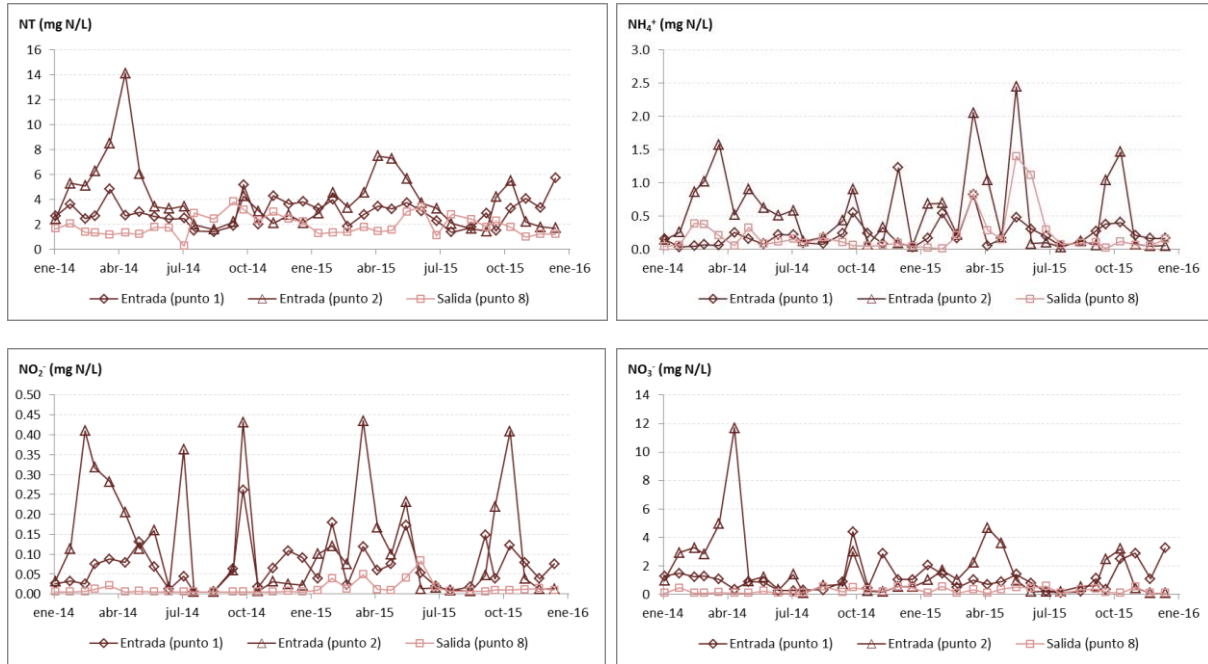 NT (mg N/L)
16
14
12
10
8
6
4
2
0
ene-14 abr-14 jul-14 oct-14 ene-15 abr-15 jul-15 oct-15 ene-16
Entrada (punto 1) Entrada (punto 2) Salida (punto 8)
NH₄⁺ (mg N/L)
3.0
2.5
2.0
1.5
1.0
0.5
0.0
ene-14 abr-14 jul-14 oct-14 ene-15 abr-15 jul-15 oct-15 ene-16
Entrada (punto 1) Entrada (punto 2) Salida (punto 8)
NO₂⁻ (mg N/L)
0.50
0.45
0.40
0.35
0.30
0.25
0.20
0.15
0.10
0.05
0.00
ene-14 abr-14 jul-14 oct-14 ene-15 abr-15 jul-15 oct-15 ene-16
Entrada (punto 1) Entrada (punto 2) Salida (punto 8)
NO₃⁻ (mg N/L)
14
12
10
8
6
4
2
0
ene-14 abr-14 jul-14 oct-14 ene-15 abr-15 jul-15 oct-15 ene-16
Entrada (punto 1) Entrada (punto 2) Salida (punto 8)